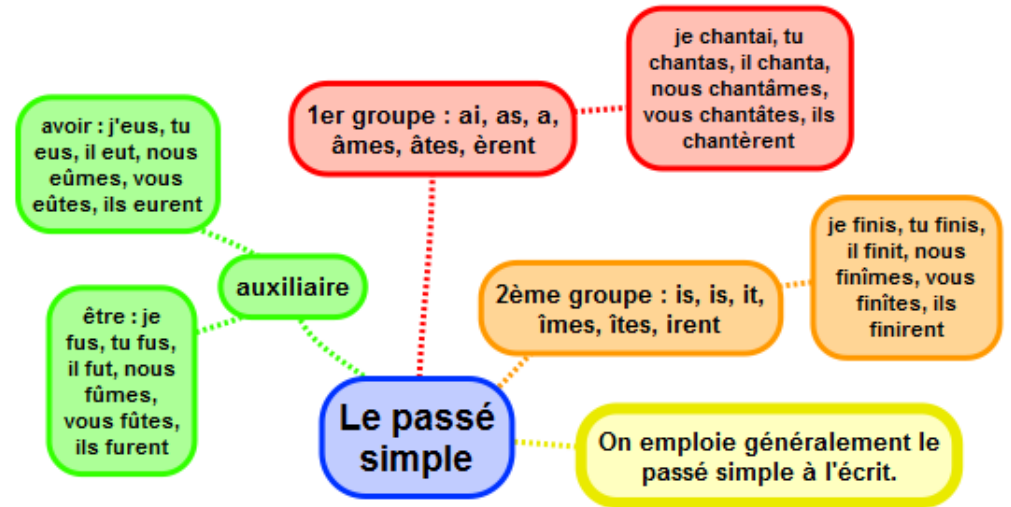 je chantai, tu
chantas, il chanta,
nous chantâmes,
vous chantâtes, ils
chantèrent
1er groupe : ai, as, a,
âmes, âtes, èrent
avoir : j'eus, tu
eus, il eut, nous
eûmes, vous
eûtes, ils eurent
auxiliaire
être : je
fus, tu fus,
il fut, nous
fûmes,
vous fûtes,
ils furent
je finis, tu finis,
il finit, nous
finîmes, vous
finîtes, ils
finirent
2ème groupe : is, is, it,
îmes, îtes, irent
Le passé
simple
On emploie généralement le
passé simple à l'écrit.